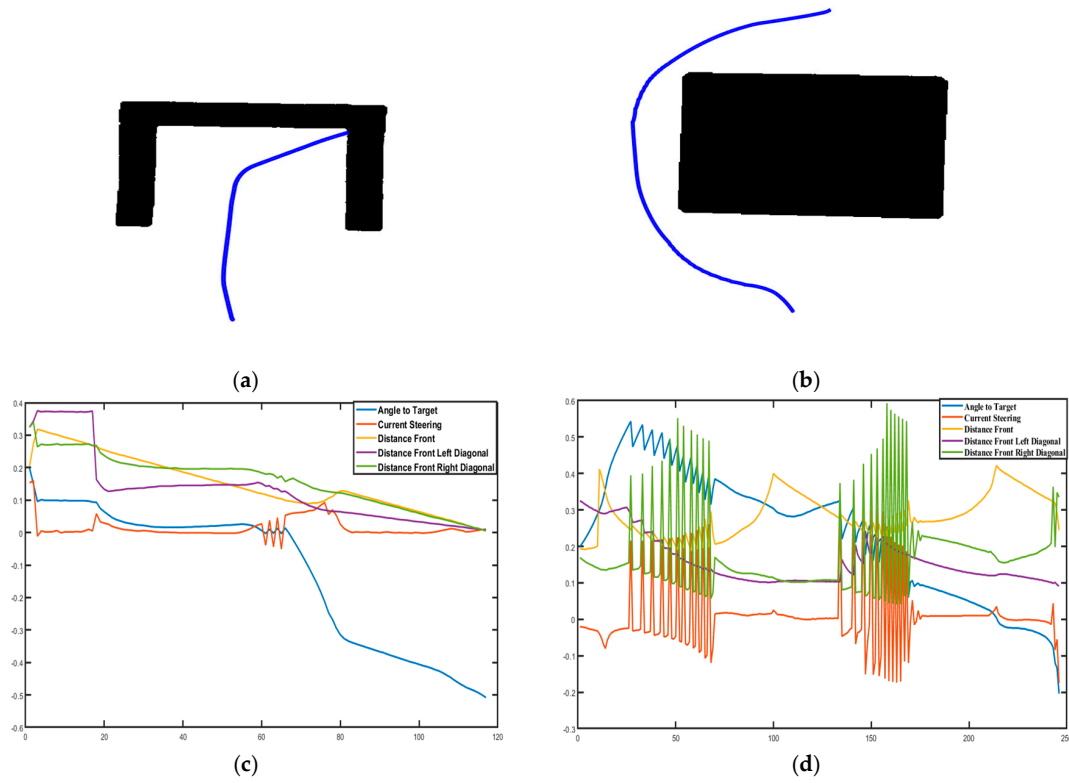 (a)
(b)
0.4
0.3
0.2
0.1
0
-0.1
-0.2
-0.3
-0.4
-0.5
-0.6
0
20
40
60
80
100
120
Angle to Target
Current Steering
Distance Front
Distance Front Left Diagonal
Distance Front Right Diagonal
0.6
0.5
0.4
0.3
0.2
0.1
0
-0.1
-0.2
-0.3
0
50
100
150
200
25
Angle to Target
Current Steering
Distance Front
Distance Front Left Diagonal
Distance Front Right Diagonal
(c)
(d)